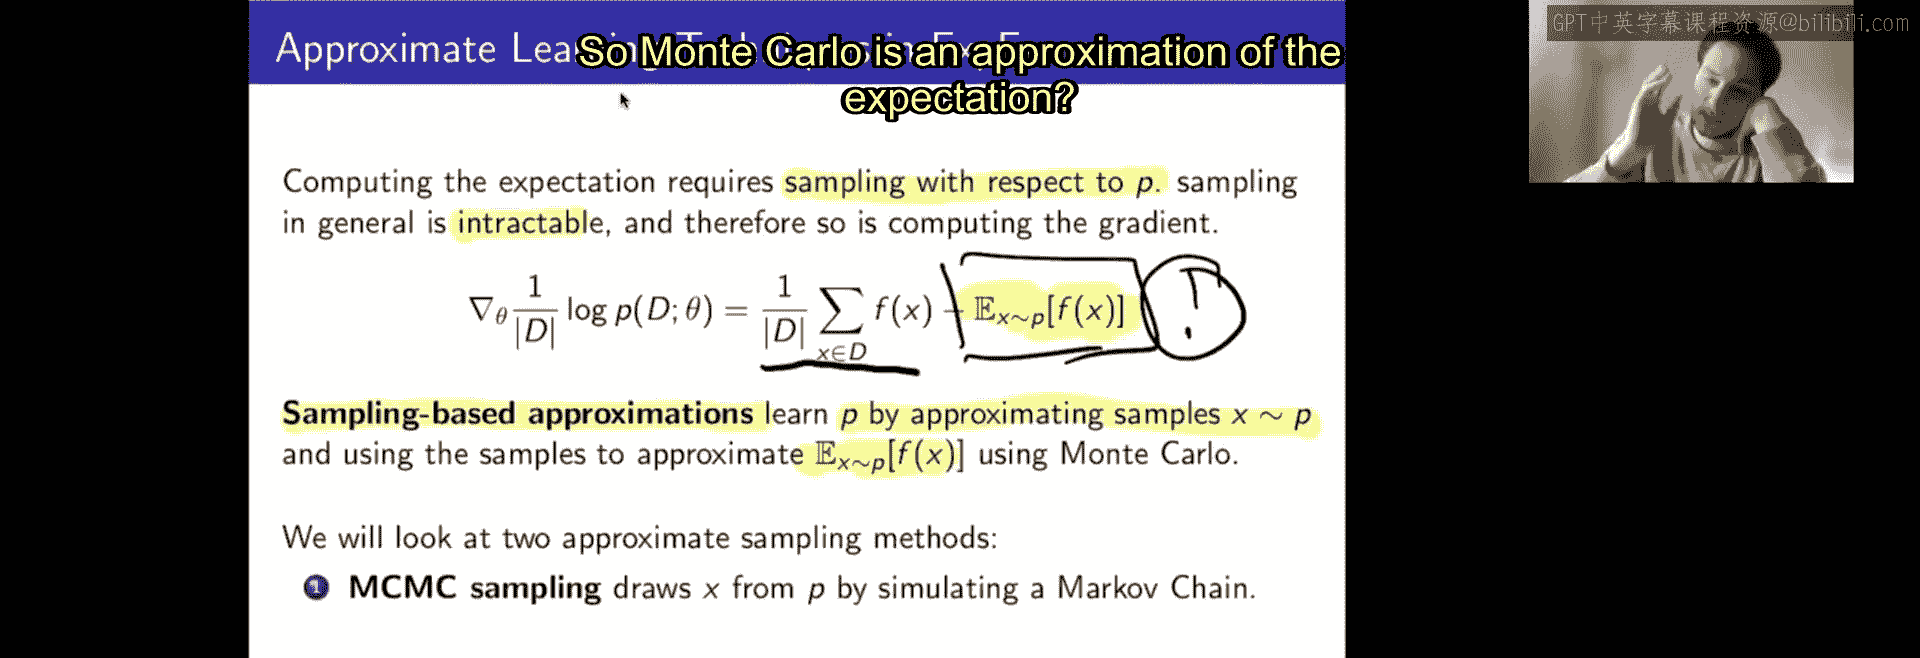 GPT中英字幕课程资源@bilibili.com
Approximate Lea
So Monte Carlo is an approximation of the
expectation?
Computing the expectation requires sampling with respect to p. sampling
in general is intractable, and therefore so is computing the gradient.
∇θ 1/|D| log p(D; θ) = 1/|D| ∑x∈D f(x) − 𝔼x∼p[f(x)] !
Sampling-based approximations learn p by approximating samples x ∼ p
and using the samples to approximate 𝔼x∼p[f(x)] using Monte Carlo.
We will look at two approximate sampling methods:
1 MCMC sampling draws x from p by simulating a Markov Chain.